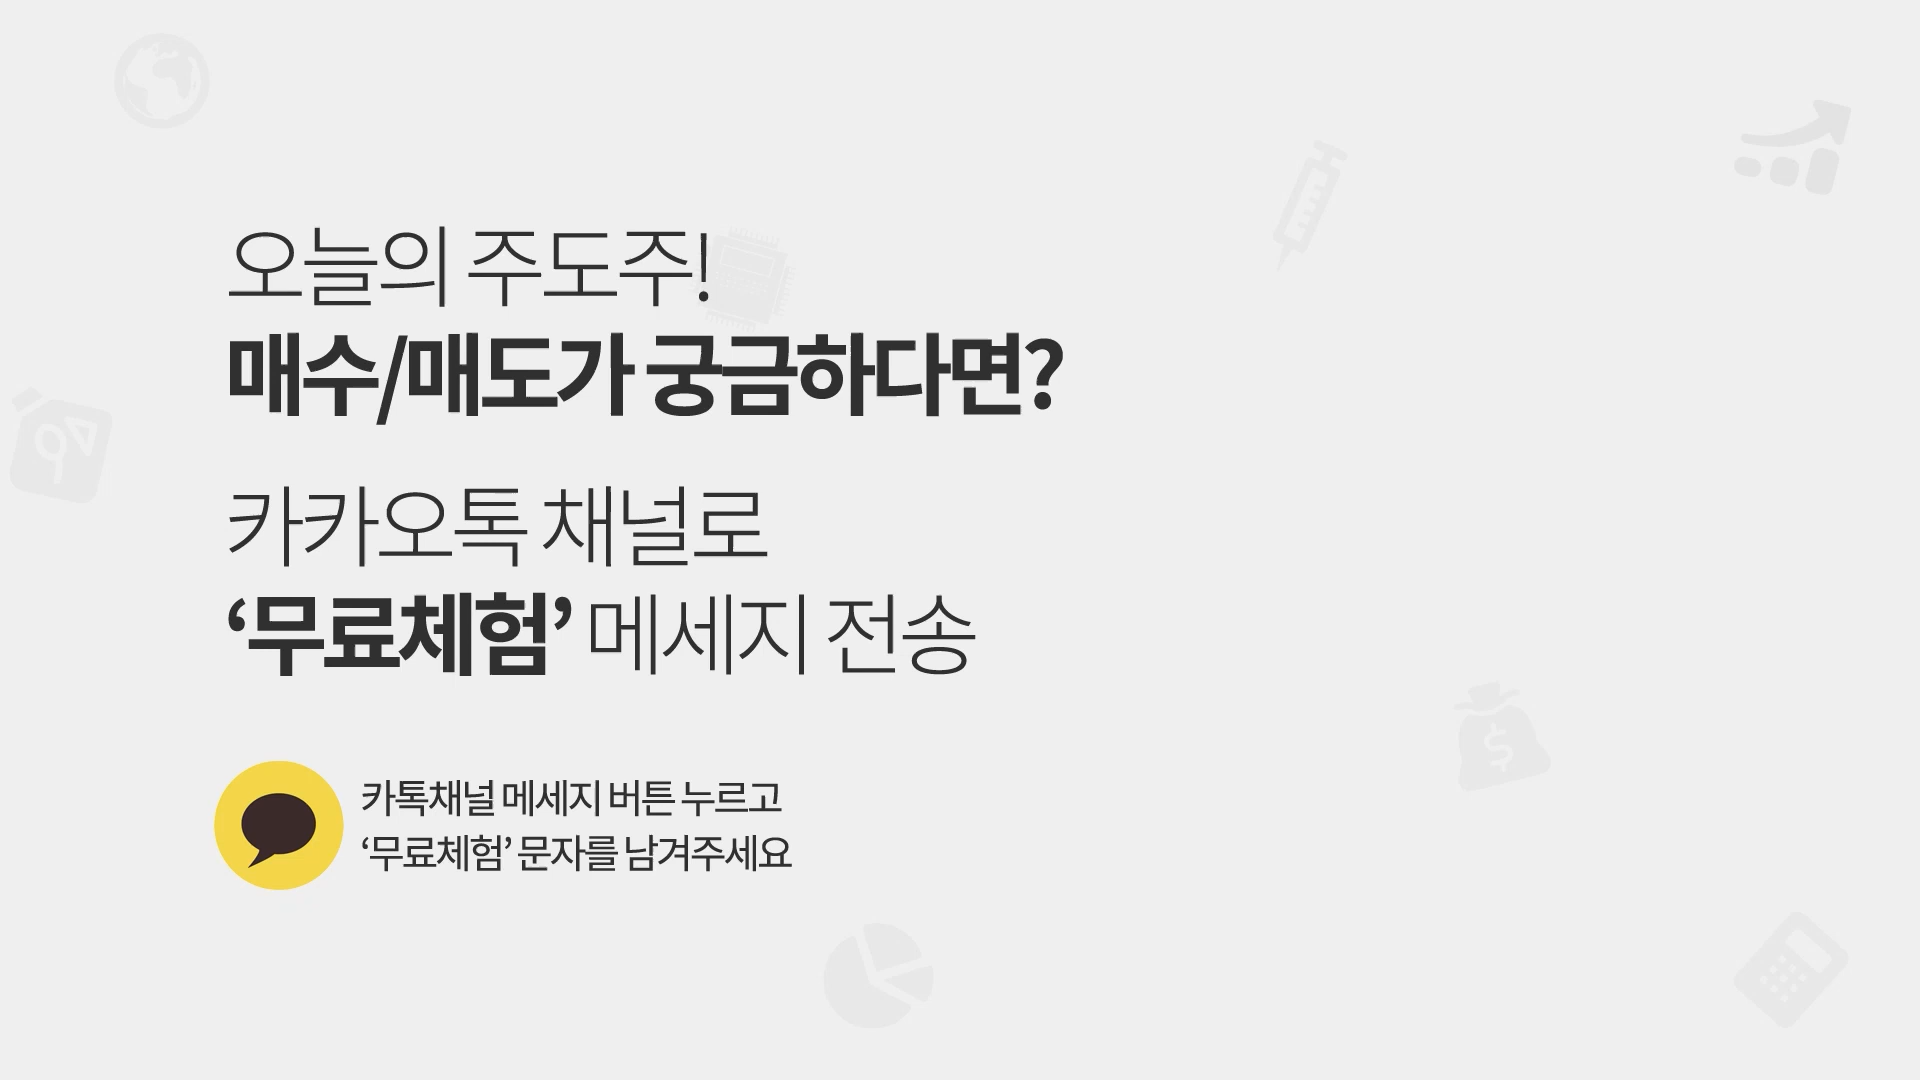 오늘의 주도주!
매수/매도가 궁금하다면?
카카오톡 채널로
‘무료체험’ 메세지 전송
카톡채널 메세지 버튼 누르고
‘무료체험’ 문자를 남겨주세요